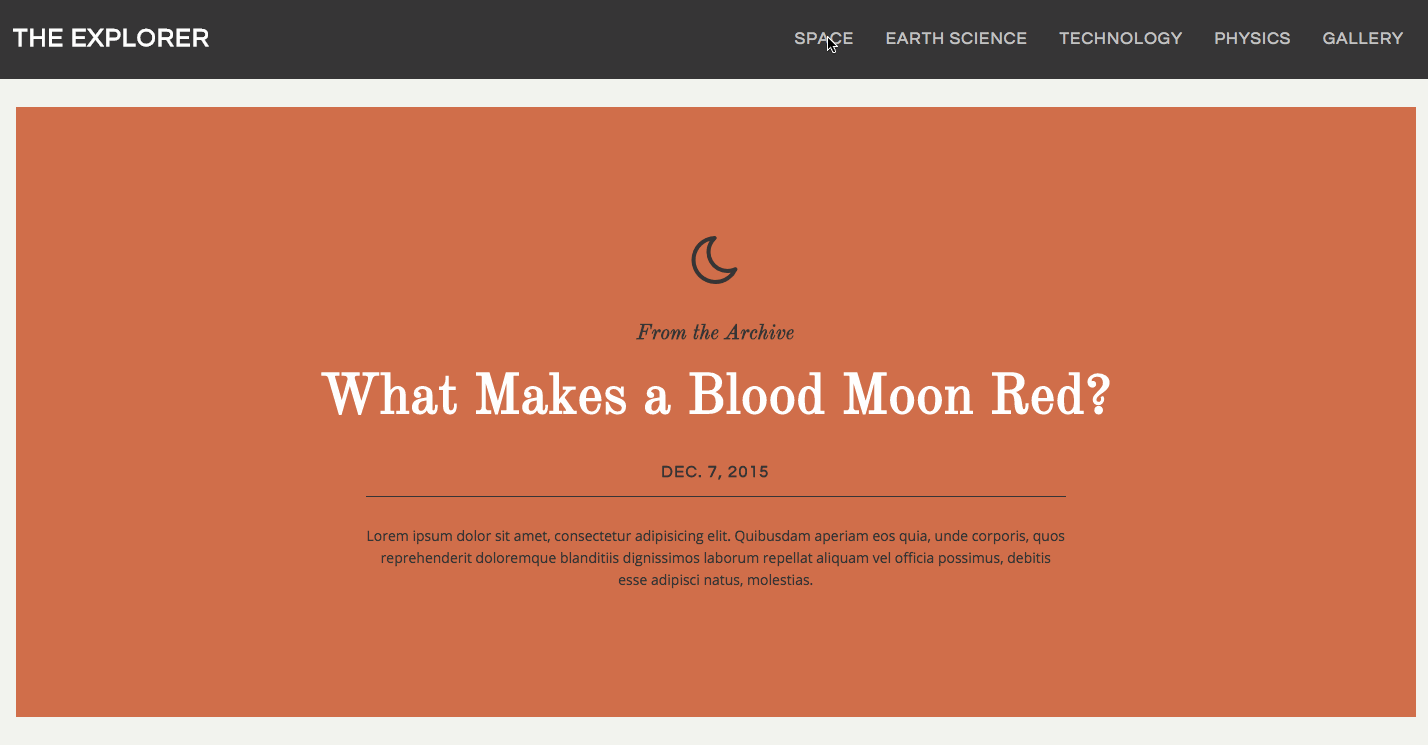 THE EXPLORER
SPACE EARTH SCIENCE TECHNOLOGY PHYSICS GALLERY
From the Archive
What Makes a Blood Moon Red?
DEC. 7, 2015
Lorem ipsum dolor sit amet, consectetur adipisicing elit. Quibusdam aperiam eos quia, unde corporis, quos
reprehenderit doloremque blanditiis dignissimos laborum repellat aliquam vel officia possimus, debitis
esse adipisci natus, molestias.